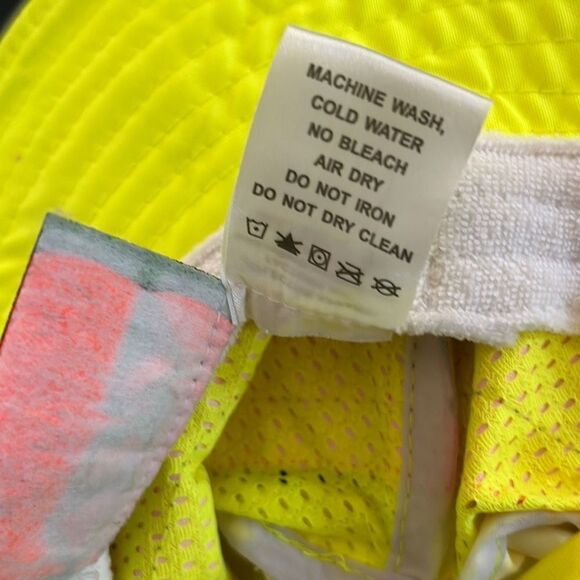 MACHINE WASH,
COLD WATER
NO BLEACH
AIR DRY
DO NOT IRON
DO NOT DRY CLEAN